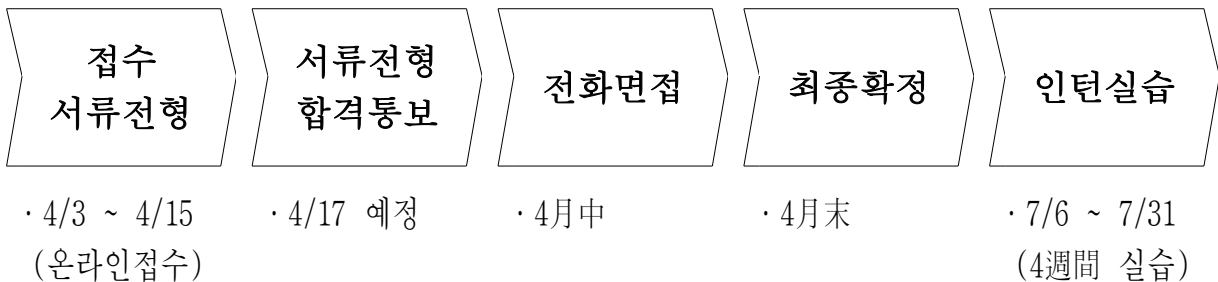 접수
서류전형
서류전형
합격통보
전화면접
최종확정
인턴실습
· 4/3 ~ 4/15
(온라인접수)
· 4/17 예정
· 4月中
· 4月末
· 7/6 ~ 7/31
(4週間 실습)